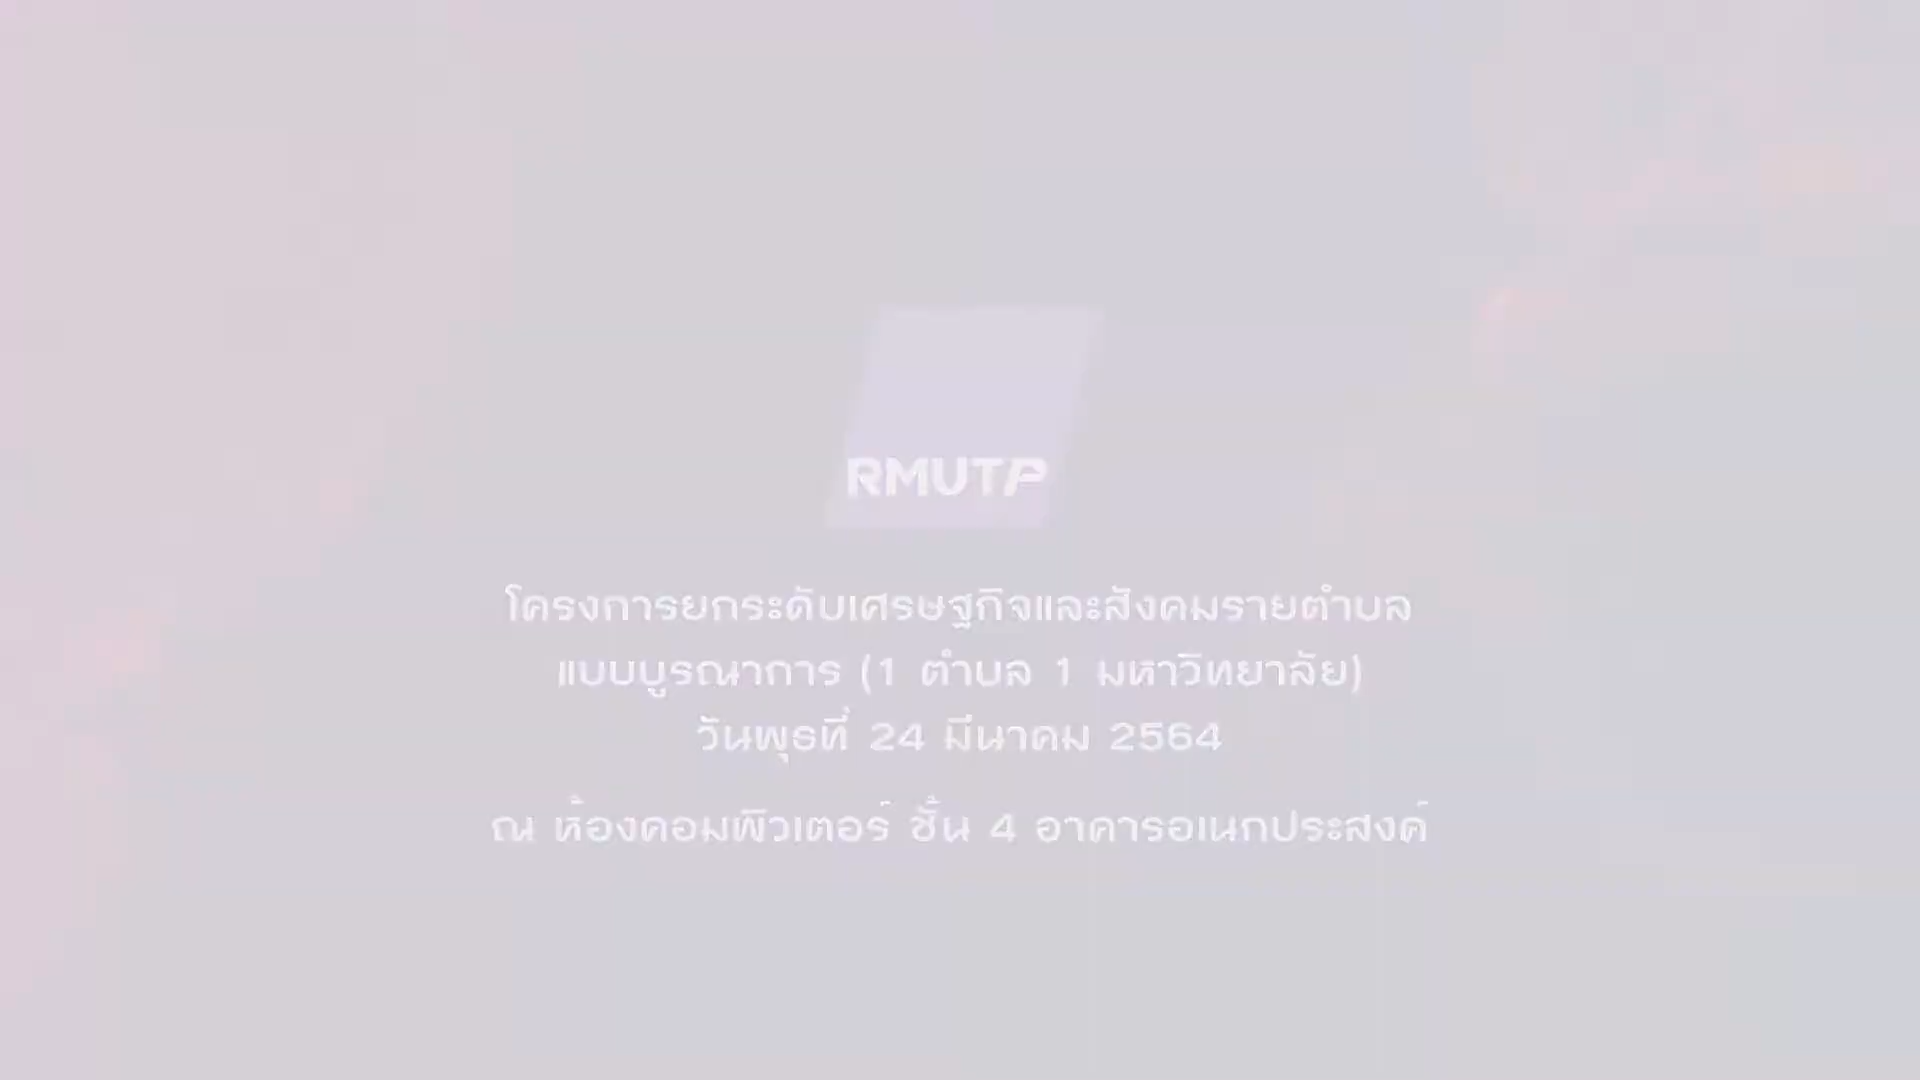 RMUTP
โครงการยกระดับเศรษฐกิจและสังคมรายตำบล
แบบบูรณาการ (1 ตำบล 1 มหาวิทยาลัย)
วันพุธที่ 24 มีนาคม 2564
ณ ห้องคอมพิวเตอร์ ชั้น 4 อาคารอเนกประสงค์